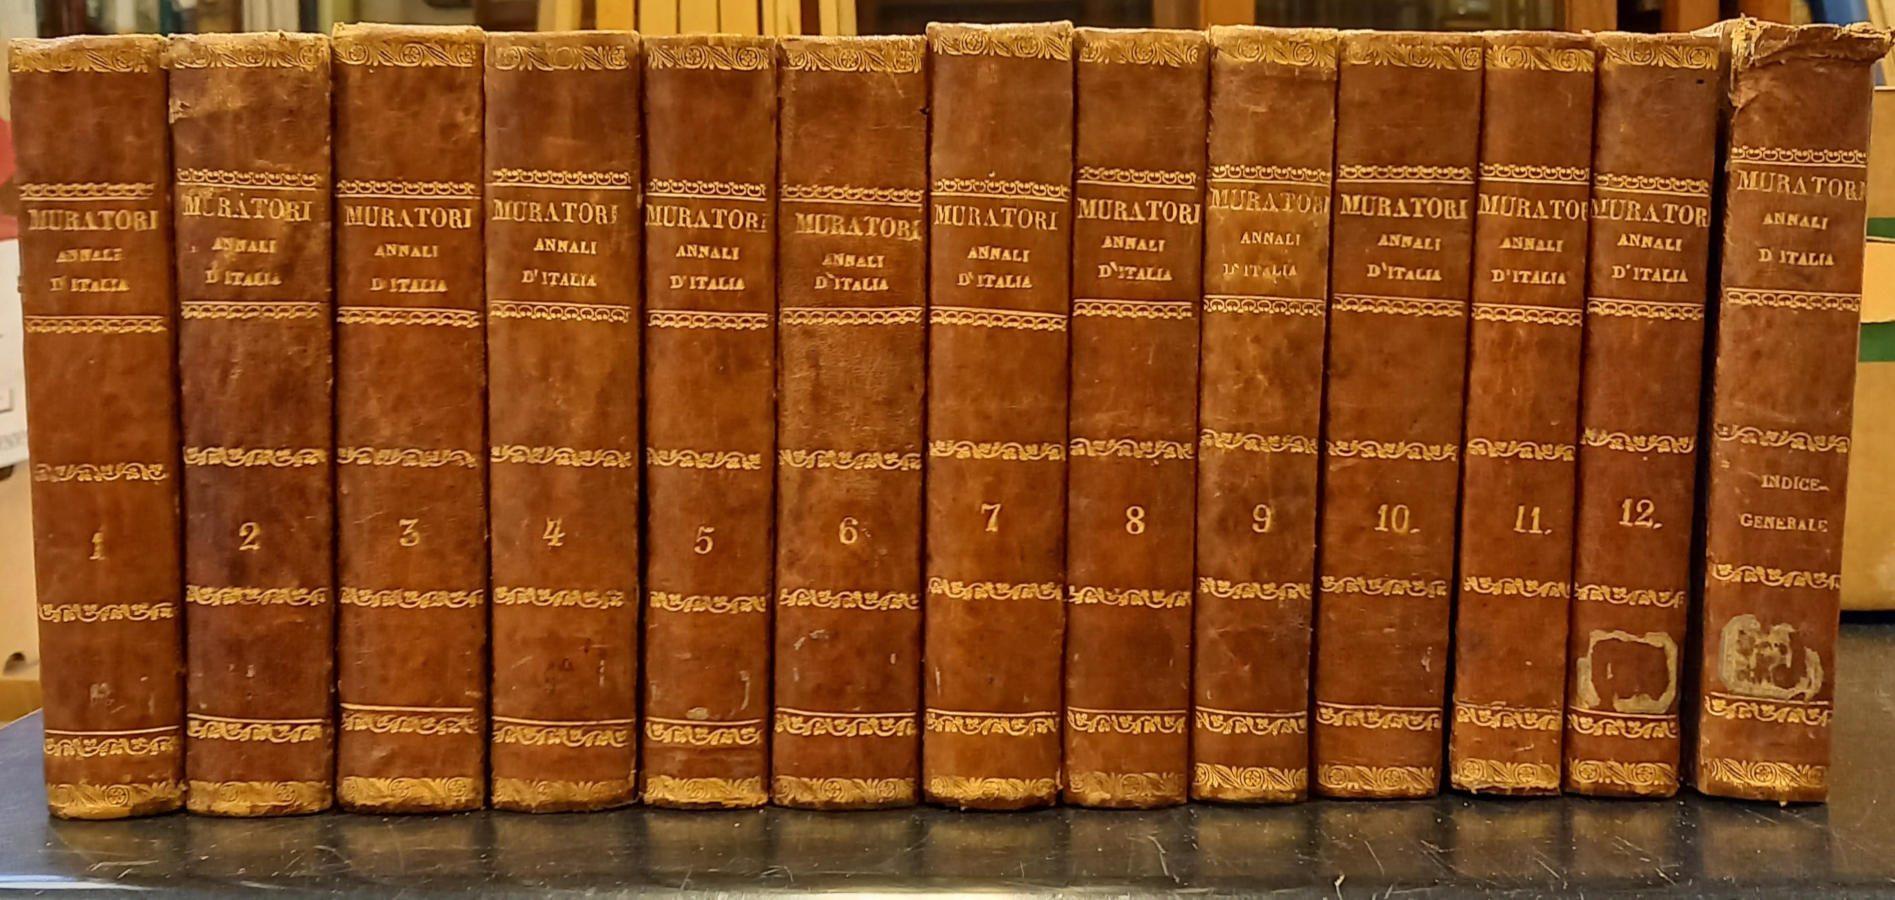 MURATORI
ANNALI
D'ITALIA
1
MURATORI
ANNALI
D'ITALIA
2
MURATORI
ANNALI
D'ITALIA
3
MURATORI
ANNALI
D'ITALIA
4
MURATORI
ANNALI
D'ITALIA
5
MURATORI
ANNALI
D'ITALIA
6
MURATORI
ANNALI
D'ITALIA
7
MURATORI
ANNALI
D'ITALIA
8
MURATORI
ANNALI
D'ITALIA
9
MURATORI
ANNALI
D'ITALIA
10.
MURATORI
ANNALI
D'ITALIA
11.
MURATORI
ANNALI
D'ITALIA
12.
MURATORI
ANNALI
D'ITALIA
INDICE
GENERALE